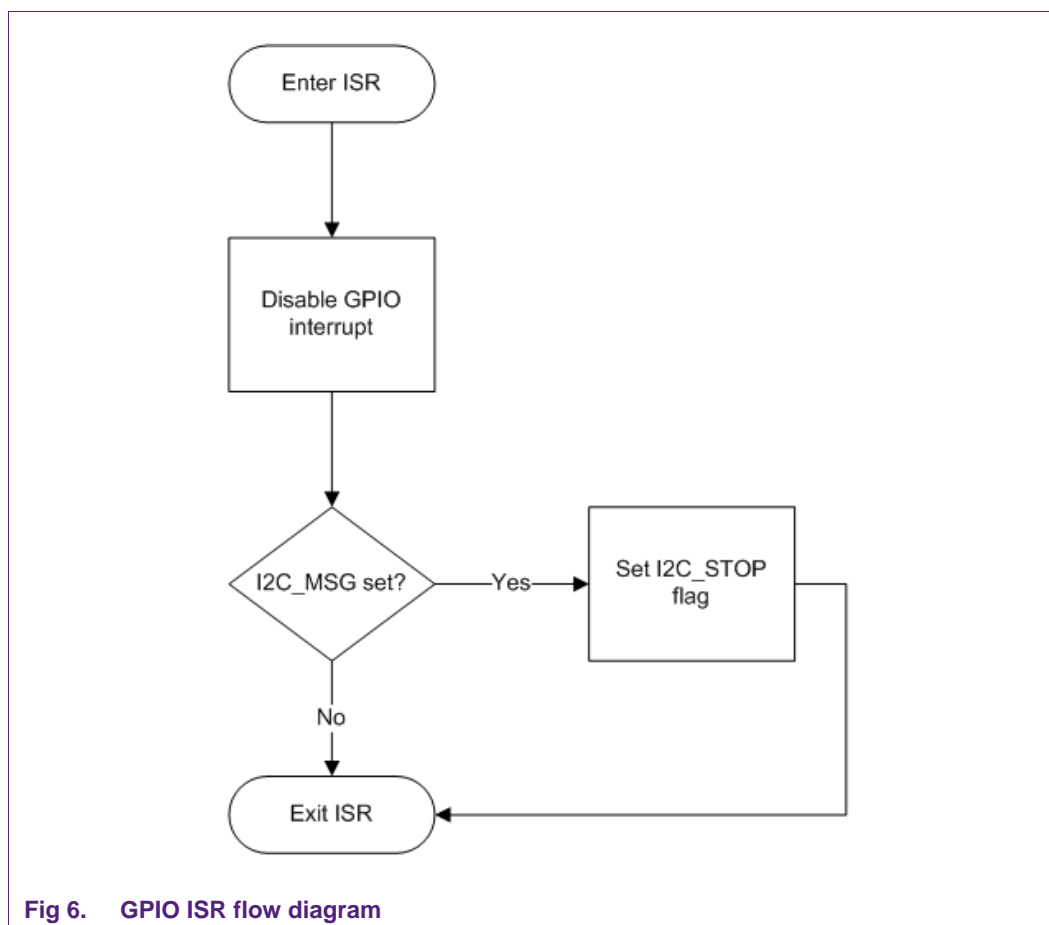 Enter ISR
Disable GPIO
interrupt
I2C_MSG set?
Yes
Set I2C_STOP
flag
No
Exit ISR
Fig 6. GPIO ISR flow diagram